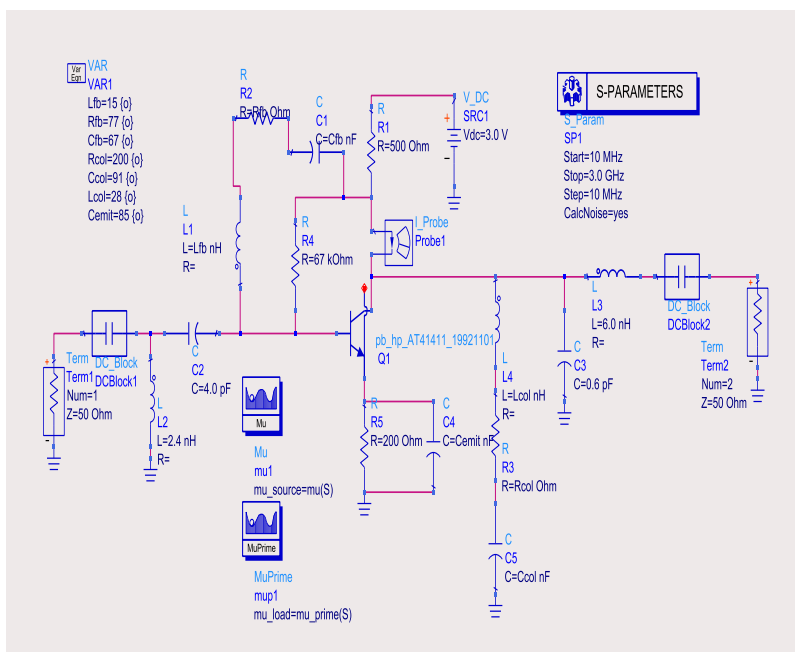 Var
Eqn
VAR
VAR1
Lfb=15 {o}
Rfb=77 {o}
Cfb=67 {o}
Rcol=200 {o}
Ccol=91 {o}
Lcol=28 {o}
Cemit=85 {o}
R
R2
R=Rfb Ohm
C
C1
C=Cfb nF
R
R1
R=500 Ohm
V_DC
SRC1
Vdc=3.0 V
+
-
S-PARAMETERS
S_Param
SP1
Start=10 MHz
Stop=3.0 GHz
Step=10 MHz
CalcNoise=yes
L
L1
L=Lfb nH
R=
R
R4
R=67 kOhm
I_Probe
Probe1
L
L3
L=6.0 nH
R=
DC_Block
DCBlock2
+
-
Term
Term2
Num=2
Z=50 Ohm
+
-
Term
Term1
Num=1
Z=50 Ohm
DC_Block
DCBlock1
L
L2
L=2.4 nH
R=
C
C2
C=4.0 pF
pb_hp_AT41411_19921101
Q1
L
L4
L=Lcol nH
R=
C
C3
C=0.6 pF
R
R5
R=200 Ohm
C
C4
C=Cemit nF
R
R3
R=Rcol Ohm
C
C5
C=Ccol nF
Mu
Mu
mu1
mu_source=mu(S)
MuPrime
MuPrime
mup1
mu_load=mu_prime(S)